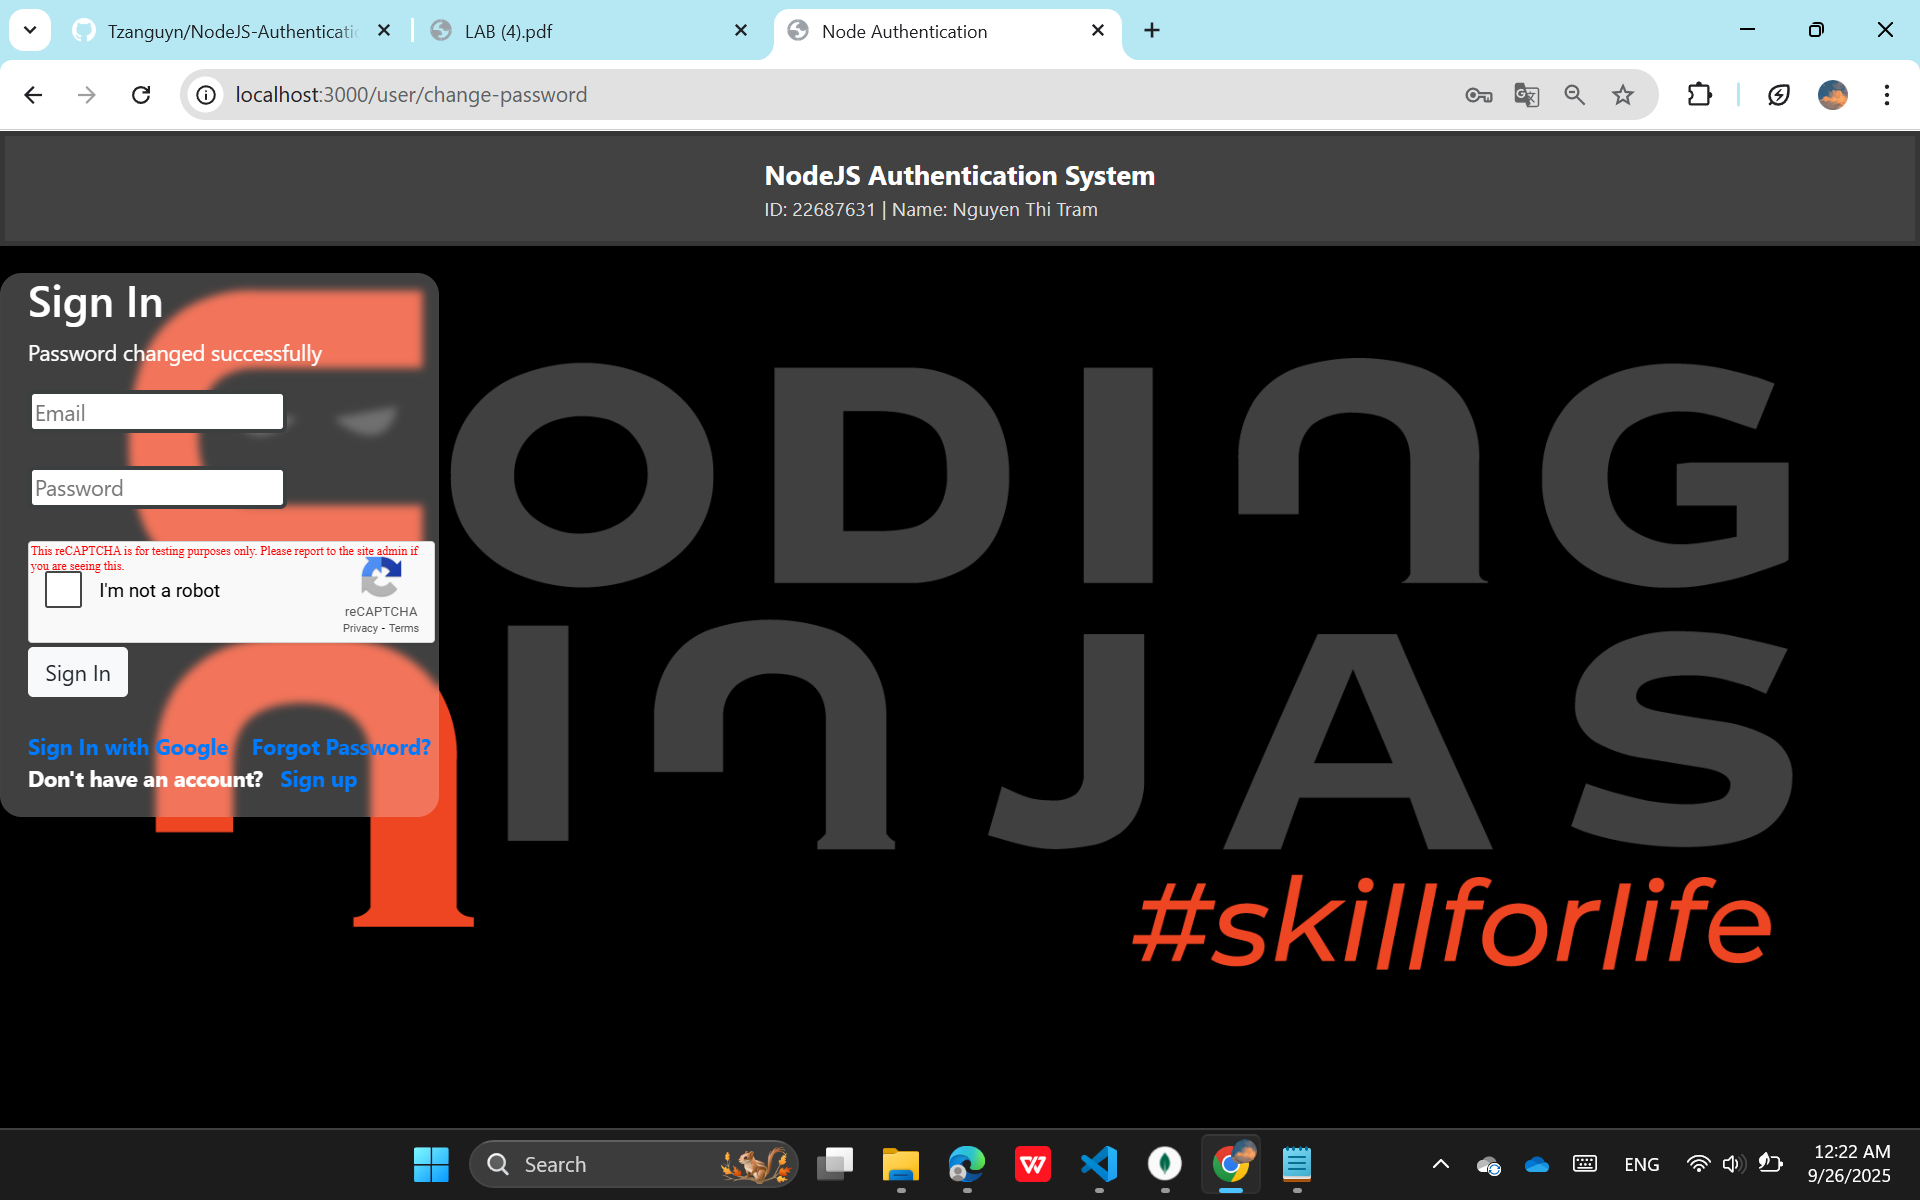 Tzanguyn/NodeJS-Authenticatio
LAB (4).pdf
Node Authentication
localhost:3000/user/change-password
NodeJS Authentication System
ID: 22687631 | Name: Nguyen Thi Tram
Sign In
Password changed successfully
Email
Password
This reCAPTCHA is for testing purposes only. Please report to the site admin if
you are seeing this.
I'm not a robot
reCAPTCHA
Privacy - Terms
Sign In
Sign In with Google Forgot Password?
Don't have an account? Sign up
CODING
NINJAS
#skillforlife
Search
ENG
12:22 AM
9/26/2025